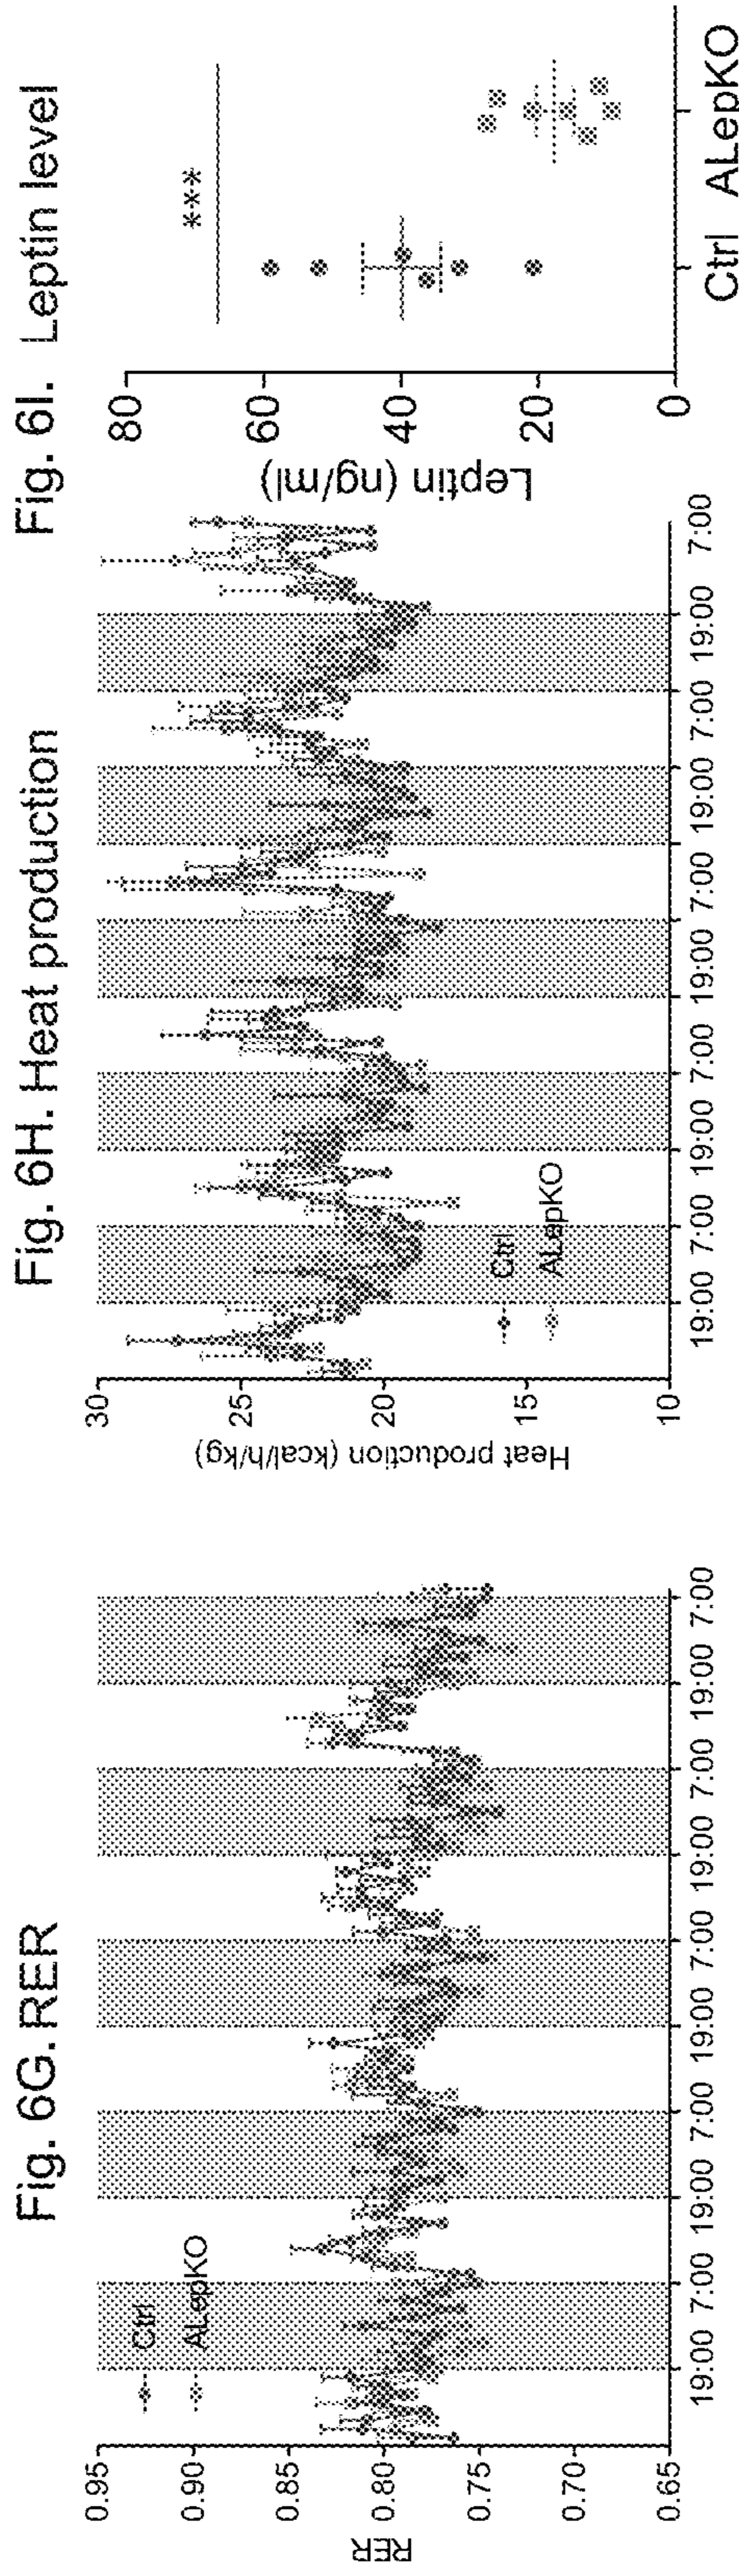 Fig. 6G. RER
RER
0.95
0.90
0.85
0.80
0.75
0.70
0.65
Ctrl
ALepKO
19:00 7:00 19:00 7:00 19:00 7:00 19:00 7:00 19:00 7:00
Fig. 6H. Heat production
Heat production (kcal/h/kg)
30
25
20
15
10
Ctrl
ALepKO
19:00 7:00 19:00 7:00 19:00 7:00 19:00 7:00 19:00 7:00
Fig. 6I. Leptin level
Leptin (ng/ml)
80
60
40
20
0
***
Ctrl ALepKO